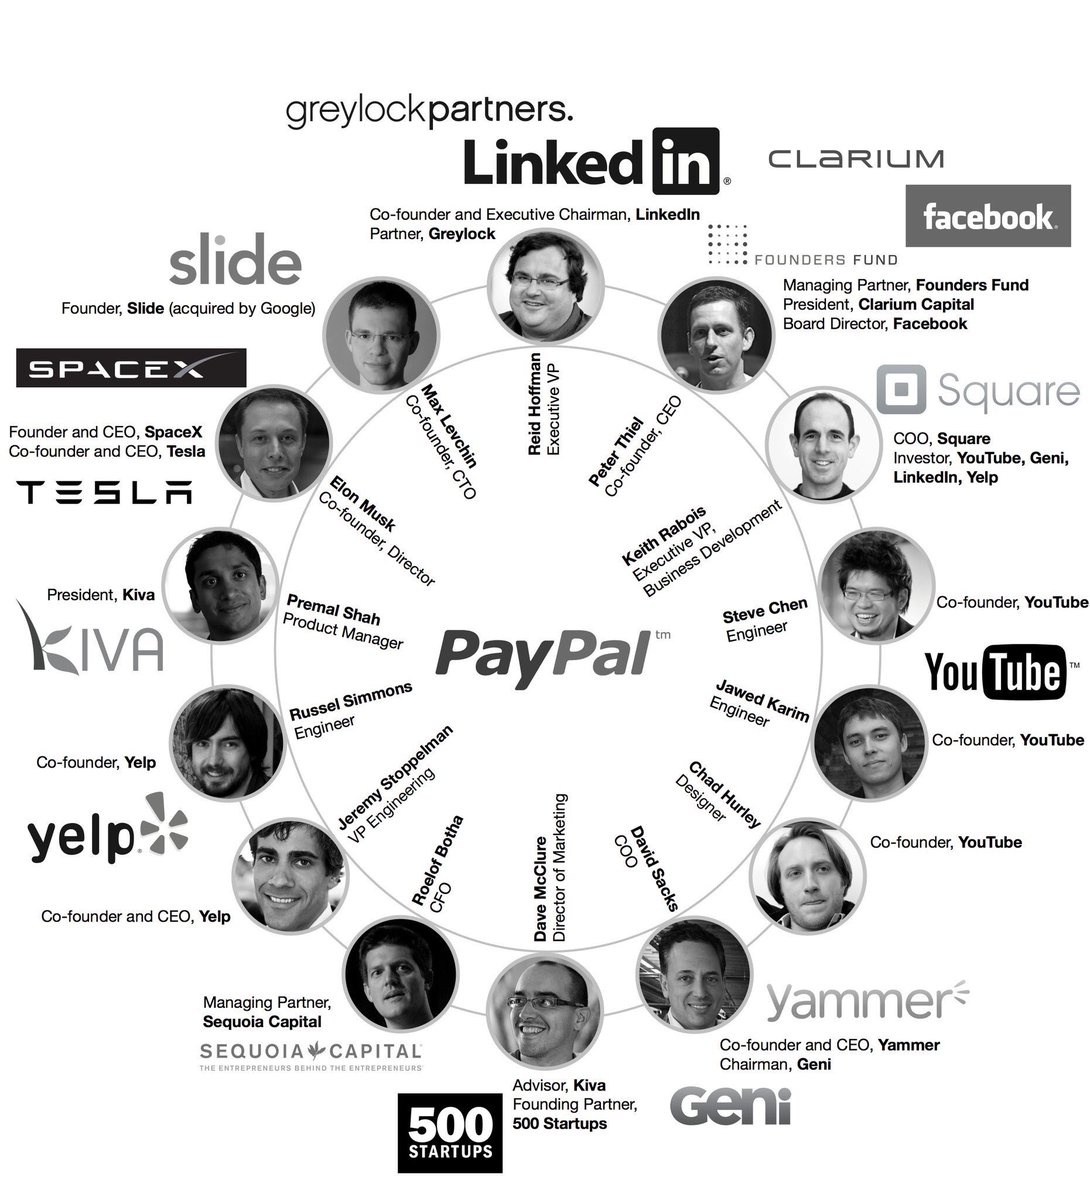 greylockpartners.
Linked in ®
CLARIUM
facebook.
Co-founder and Executive Chairman, LinkedIn
Partner, Greylock
FOUNDERS FUND
slide
Managing Partner, Founders Fund
President, Clarium Capital
Board Director, Facebook
Founder, Slide (acquired by Google)
SPACEX
Square
Founder and CEO, SpaceX
Co-founder and CEO, Tesla
TESLA
COO, Square
Investor, YouTube, Geni,
LinkedIn, Yelp
Reid Hoffman
Executive VP
Peter Thiel
Co-founder, CEO
Keith Rabois
Executive VP,
Business Development
Steve Chen
Engineer
Jawed Karim
Engineer
Chad Hurley
Designer
David Sacks
COO
Dave McClure
Director of Marketing
Roelof Botha
CFO
Jeremy Stoppelman
VP Engineering
Russel Simmons
Engineer
Premal Shah
Product Manager
Elon Musk
Co-founder, Director
Max Levchin
Co-founder, CTO
PayPal tm
President, Kiva
KIVA
Co-founder, YouTube
YouTube TM
Co-founder, YouTube
Co-founder, Yelp
yelp
Co-founder, YouTube
Co-founder and CEO, Yelp
Managing Partner,
Sequoia Capital
SEQUOIA CAPITAL
THE ENTREPRENEURS BEHIND THE ENTREPRENEURS
yammer
Co-founder and CEO, Yammer
Chairman, Geni
Geni
Advisor, Kiva
Founding Partner,
500 Startups
500
STARTUPS